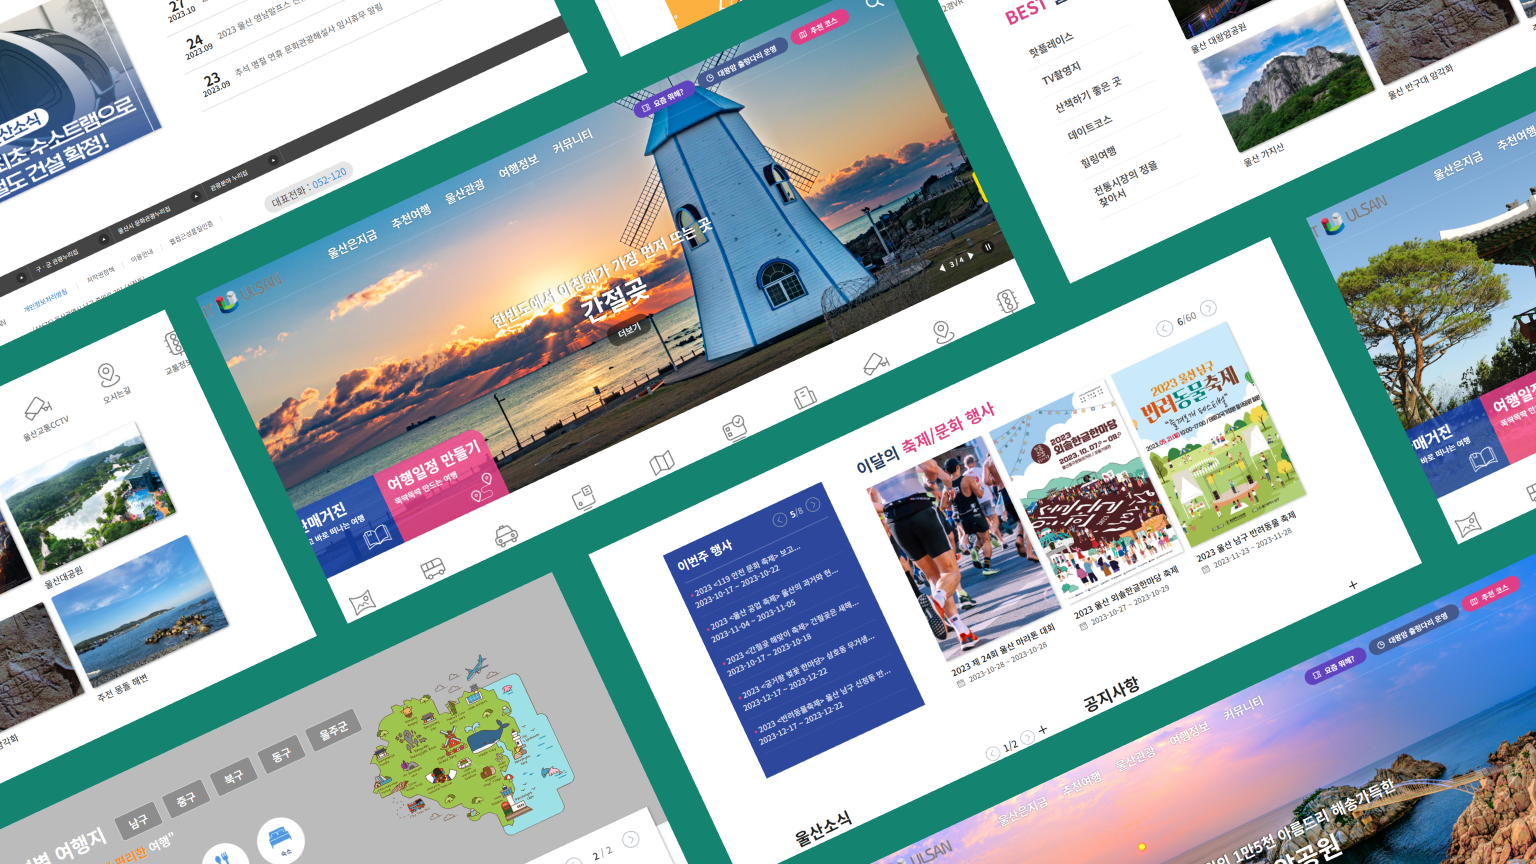 2023.10
24
2023.09
2023 울산 영남알프스
23
2023.09
추석 명절 연휴 문화관광해설사 임시휴무 알림
산소식
최초 수소트램으로
철도 건설 확정!
구 · 군 관광누리집
울산시 문화관광누리집
관광분야 누리집
개인정보처리방침
저작권정책
이용안내
웹접근성품질인증
대표전화 : 052-120
울산교통CCTV
오시는길
교통정보
울산대공원
주전 몽돌 해변
ULSAN
울산은지금
추천여행
울산관광
여행정보
커뮤니티
요즘 뭐해?
대왕암 출렁다리 운영
추천 코스
한반도에서 아침해가 가장 먼저 뜨는 곳
간절곶
더보기
3 / 4
매거진
바로 떠나는 여행
여행일정 만들기
뚝딱뚝딱 만드는 여행
BEST
핫플레이스
TV촬영지
산책하기 좋은 곳
데이트코스
힐링여행
전통시장의 정을
찾아서
울산 대왕암공원
울산 가지산
울산 반구대 암각화
ULSAN
울산은지금
추천여행
매거진
바로 떠나는 여행
여행일정
뚝딱뚝딱 만드는
이달의 축제/문화 행사
6/60
이번주 행사
5/8
2023 <119 안전 문화 축제> 보고...
2023-10-17 ~ 2023-10-22
2023 <울산 공업 축제> 울산의 과거와 현...
2023-11-04 ~ 2023-11-05
2023 <간절곶 해맞이 축제> 간절곶은 새해...
2023-10-17 ~ 2023-10-18
2023 <궁거랑 벚꽃 한마당> 삼호동 무거생...
2023-12-17 ~ 2023-12-22
2023 <반려동물축제> 울산 남구 신정동 반...
2023-12-17 ~ 2023-12-22
2023 제 24회 울산 마라톤 대회
2023-10-28 ~ 2023-10-28
2023
외솔한글한마당
2023. 10. 07.
2023 울산 외솔한글한마당 축제
2023-10-27 ~ 2023-10-29
2023 울산 남구
반려동물축제
2023 울산 남구 반려동물 축제
2023-11-23 ~ 2023-11-28
1/2
공지사항
울산소식
여행지
편리한 여행"
남구
중구
북구
동구
울주군
숙소
2 / 2
ULSAN
울산은지금
추천여행
울산관광
여행정보
커뮤니티
요즘 뭐해?
대왕암 출렁다리 운영
추천 코스
1만5천 아름드리 해송가득한
공원